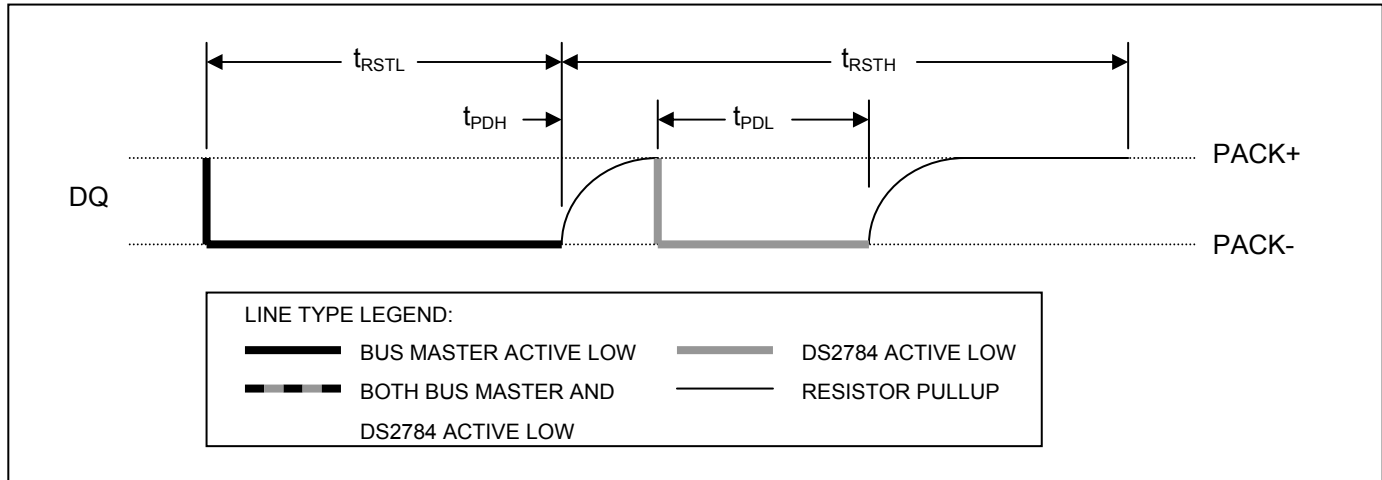 tRSTL
tRSTH
tPDH
tPDL
PACK+
DQ
PACK-
LINE TYPE LEGEND:
BUS MASTER ACTIVE LOW
DS2784 ACTIVE LOW
BOTH BUS MASTER AND
RESISTOR PULLUP
DS2784 ACTIVE LOW